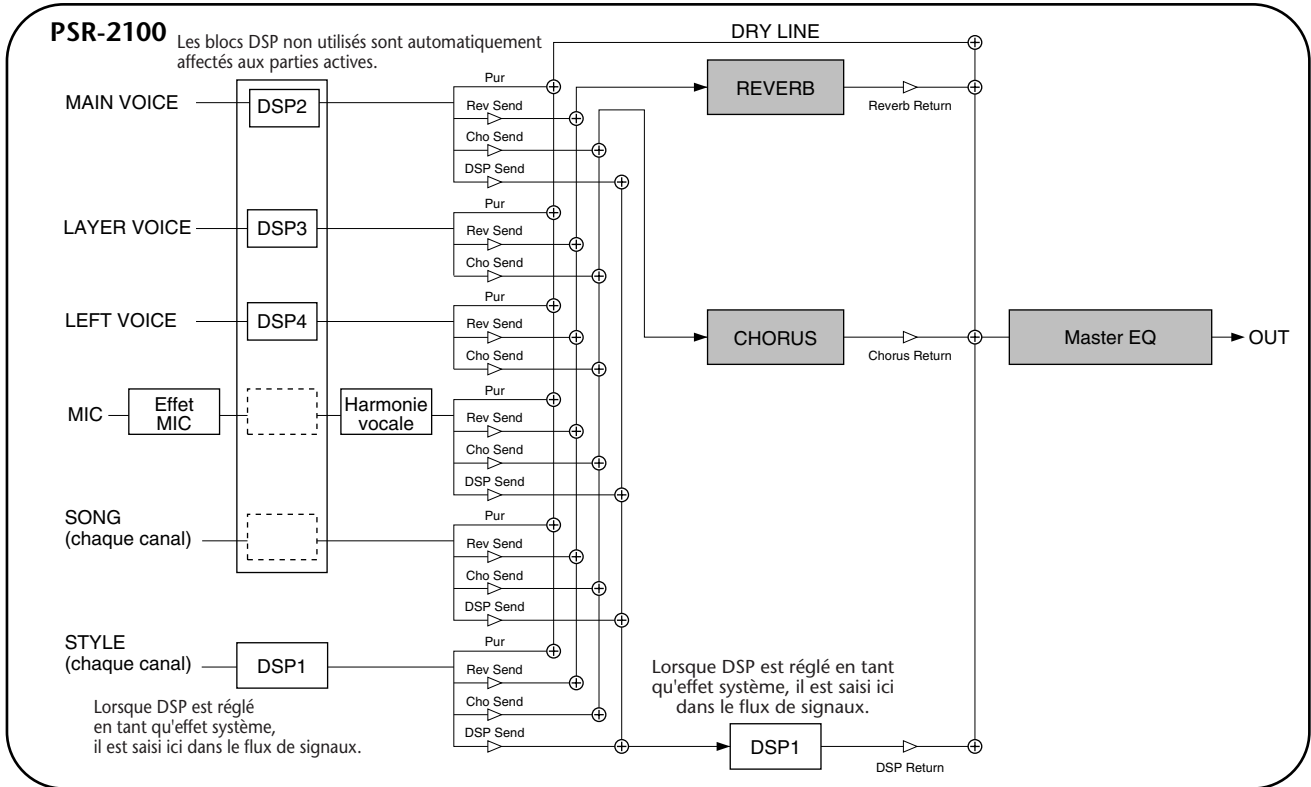 PSR-2100
Les blocs DSP non utilisés sont automatiquement
affectés aux parties actives.
DRY LINE
MAIN VOICE
DSP2
Pur
Rev Send
Cho Send
DSP Send
REVERB
Reverb Return
LAYER VOICE
DSP3
Pur
Rev Send
Cho Send
LEFT VOICE
DSP4
Pur
Rev Send
Cho Send
CHORUS
Chorus Return
Master EQ
OUT
MIC
Effet
MIC
Harmonie
vocale
Pur
Rev Send
Cho Send
DSP Send
SONG
(chaque canal)
Pur
Rev Send
Cho Send
DSP Send
STYLE
(chaque canal)
DSP1
Pur
Rev Send
Cho Send
DSP Send
Lorsque DSP est réglé
en tant qu'effet système,
il est saisi ici dans le flux de signaux.
Lorsque DSP est réglé en tant
qu'effet système, il est saisi ici
dans le flux de signaux.
DSP1
DSP Return